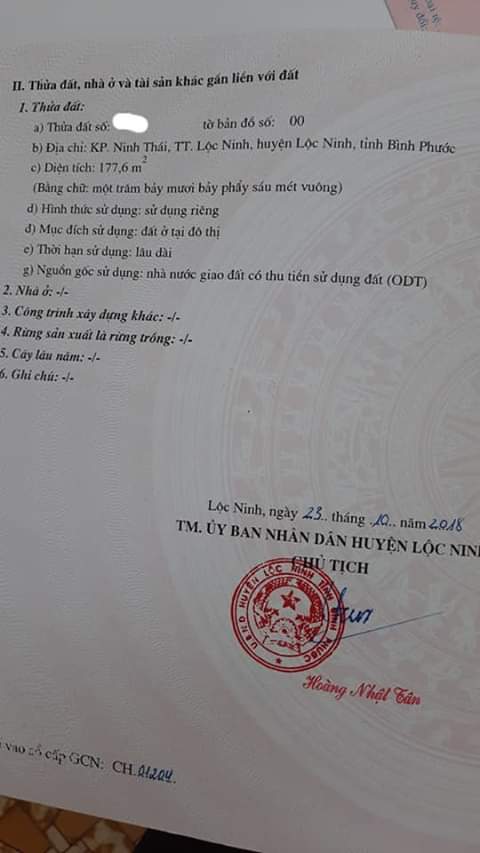 II. Thửa đất, nhà ở và tài sản khác gắn liền với đất
1. Thửa đất:
a) Thửa đất số: tờ bản đồ số: 00
b) Địa chỉ: KP. Ninh Thái, TT. Lộc Ninh, huyện Lộc Ninh, tỉnh Bình Phước
c) Diện tích: 177,6 m²
(Bằng chữ: một trăm bảy mươi bảy phẩy sáu mét vuông)
d) Hình thức sử dụng: sử dụng riêng
đ) Mục đích sử dụng: đất ở tại đô thị
e) Thời hạn sử dụng: lâu dài
g) Nguồn gốc sử dụng: nhà nước giao đất có thu tiền sử dụng đất (ODT)
2. Nhà ở: -/-
3. Công trình xây dựng khác: -/-
4. Rừng sản xuất là rừng trồng: -/-
5. Cây lâu năm: -/-
6. Ghi chú: -/-
Lộc Ninh, ngày 23.. tháng .10.. năm 2018
TM. ỦY BAN NHÂN DÂN HUYỆN LỘC NINH
CHỦ TỊCH
U.B.N.D HUYỆN LỘC NINH TỈNH BÌNH PHƯỚC
Hoàng Nhật Tân
vào sổ cấp GCN: CH.01204.